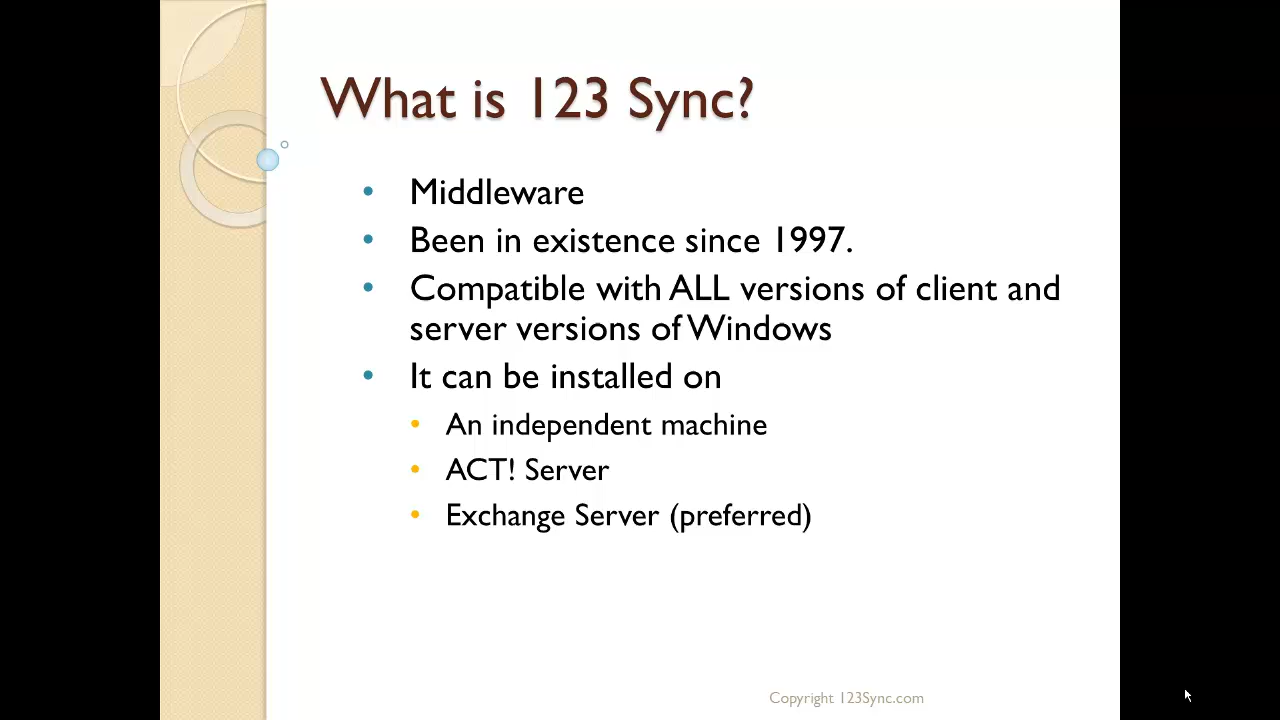 What is 123 Sync?
• Middleware
• Been in existence since 1997.
• Compatible with ALL versions of client and
server versions of Windows
• It can be installed on
• An independent machine
• ACT! Server
• Exchange Server (preferred)
Copyright 123Sync.com